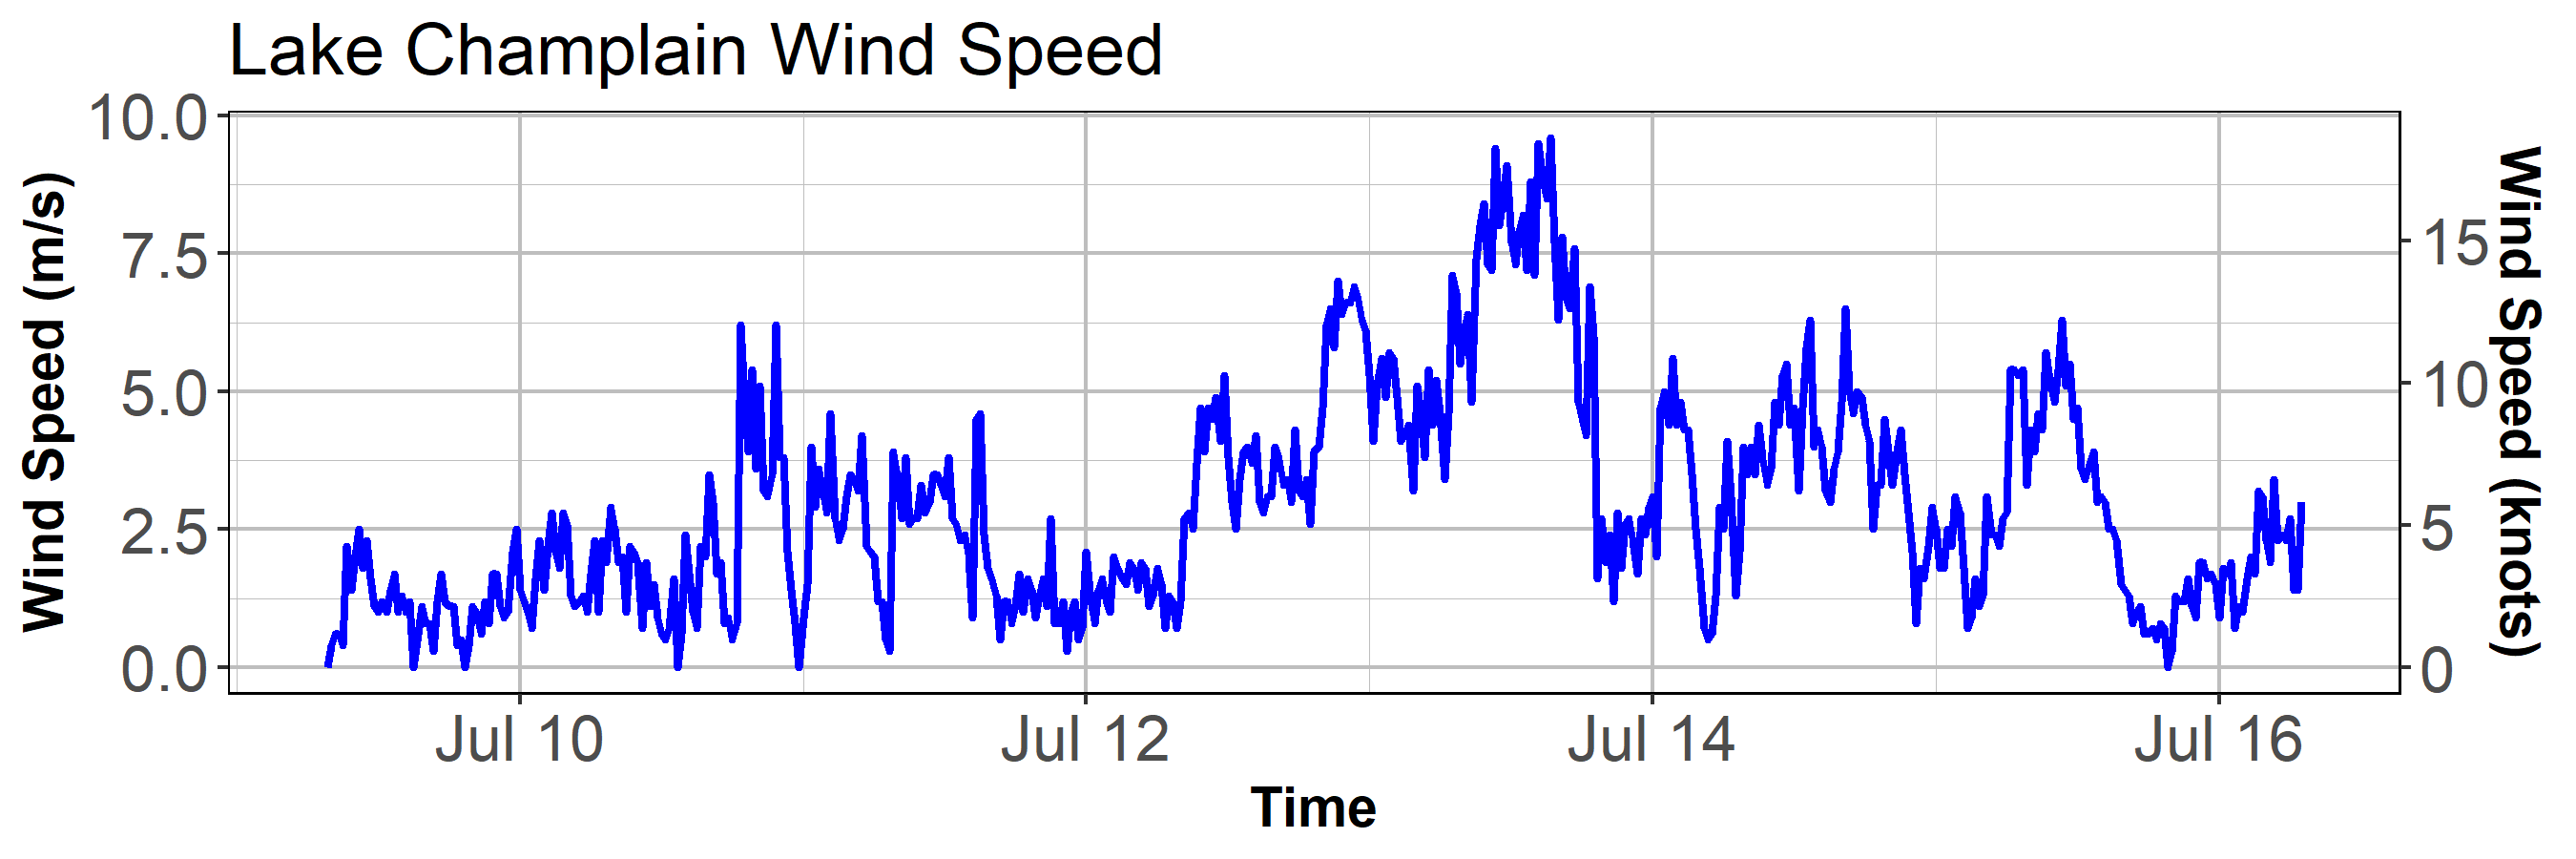 Lake Champlain Wind Speed
Wind Speed (m/s)
10.0
7.5
5.0
2.5
0.0
Wind Speed (knots)
15
10
5
0
Jul 10
Jul 12
Jul 14
Jul 16
Time